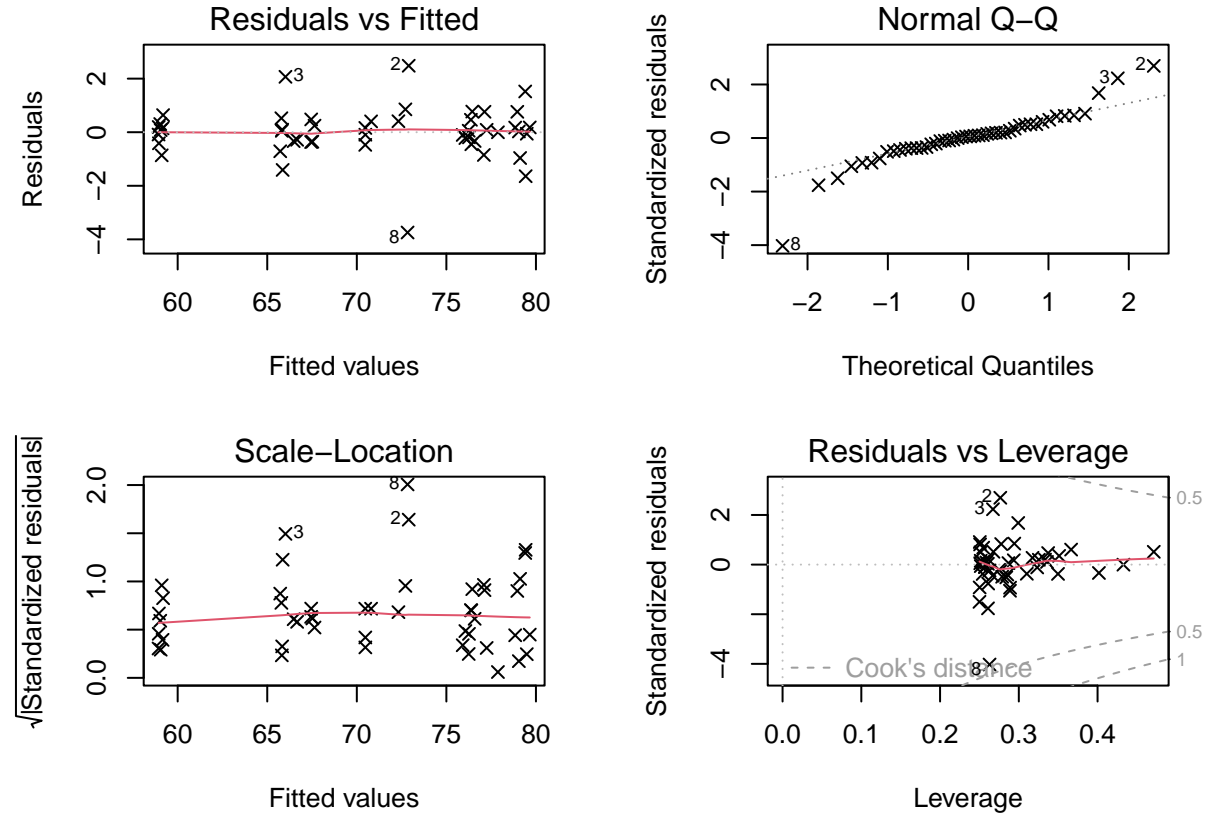 Residuals vs Fitted
Residuals
2
0
−2
−4
3
2
8
60 65 70 75 80
Fitted values
Normal Q−Q
Standardized residuals
2
0
−2
−4
3
2
8
−2 −1 0 1 2
Theoretical Quantiles
Scale−Location
√|Standardized residuals|
2.0
1.0
0.0
8
2
3
60 65 70 75 80
Fitted values
Residuals vs Leverage
Standardized residuals
2
0
−2
−4
2
3
8
0.5
0.5
1
Cook's distance
0.0 0.1 0.2 0.3 0.4
Leverage